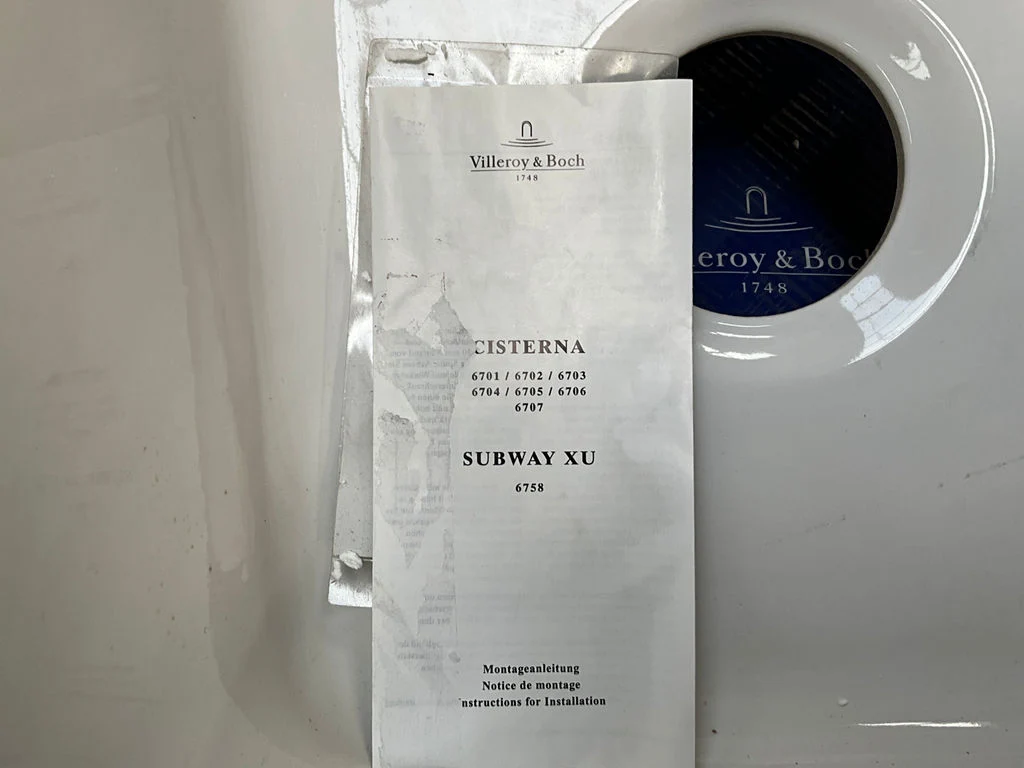 Villeroy & Boch
1748
CISTERNA
6701 / 6702 / 6703
6704 / 6705 / 6706
6707
SUBWAY XU
6758
Montageanleitung
Notice de montage
nstructions for Installation
leroy & Boch
1748